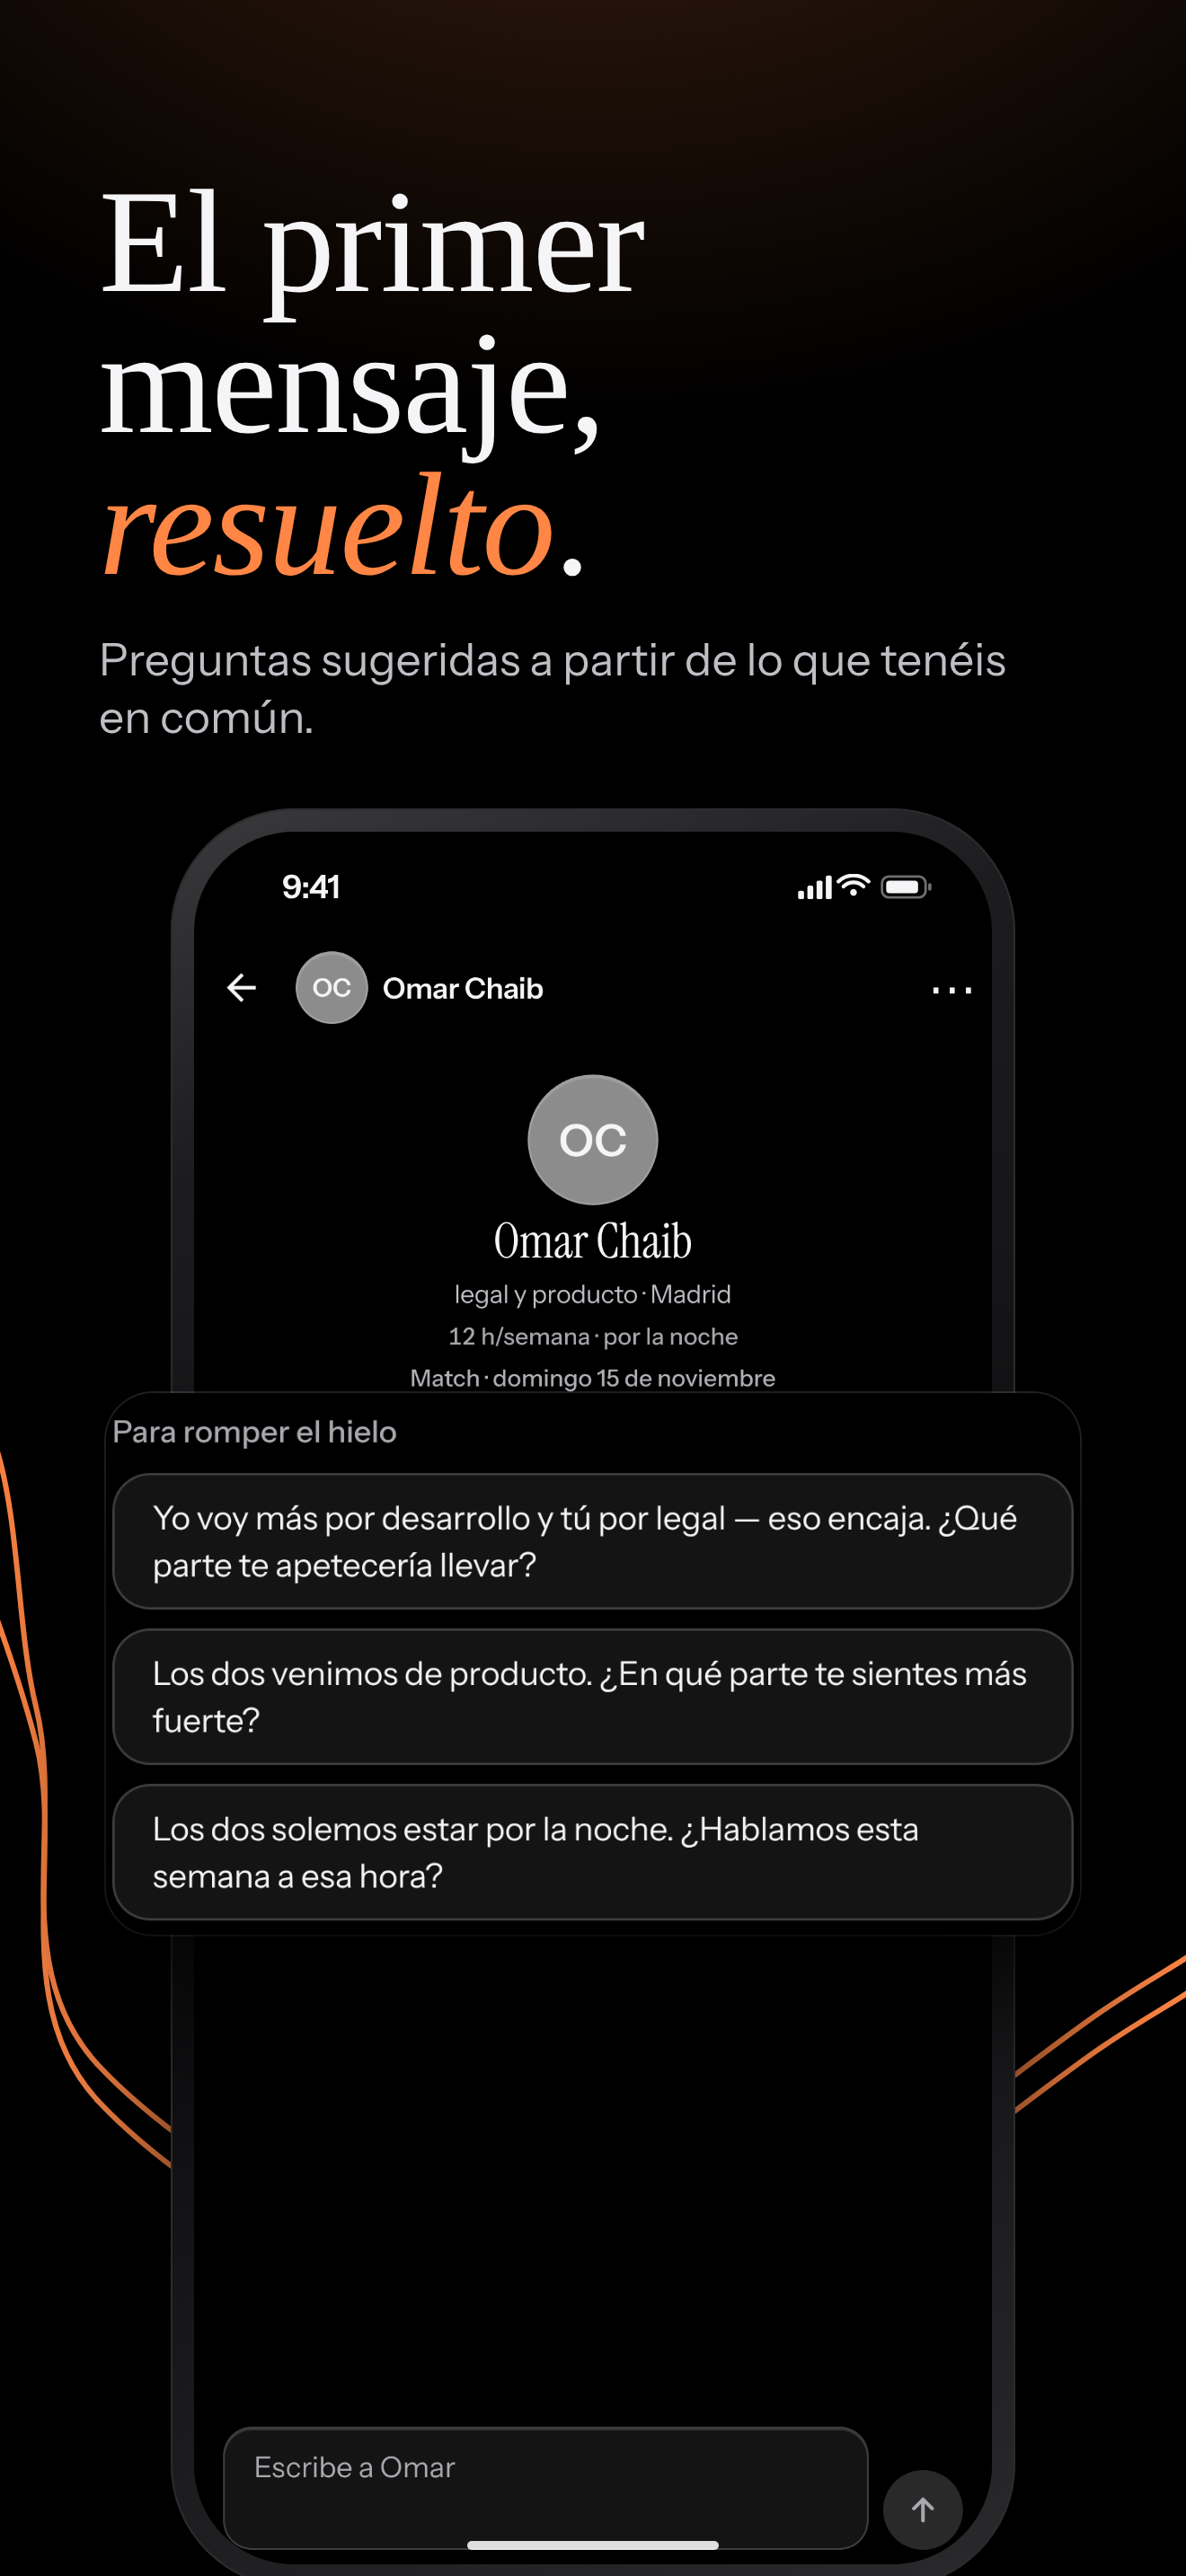 El primer
mensaje,
resuelto.
Preguntas sugeridas a partir de lo que tenéis
en común.
9:41
OC Omar Chaib
OC
Omar Chaib
legal y producto · Madrid
12 h/semana · por la noche
Match · domingo 15 de noviembre
Para romper el hielo
Yo voy más por desarrollo y tú por legal — eso encaja. ¿Qué
parte te apetecería llevar?
Los dos venimos de producto. ¿En qué parte te sientes más
fuerte?
Los dos solemos estar por la noche. ¿Hablamos esta
semana a esa hora?
Escribe a Omar